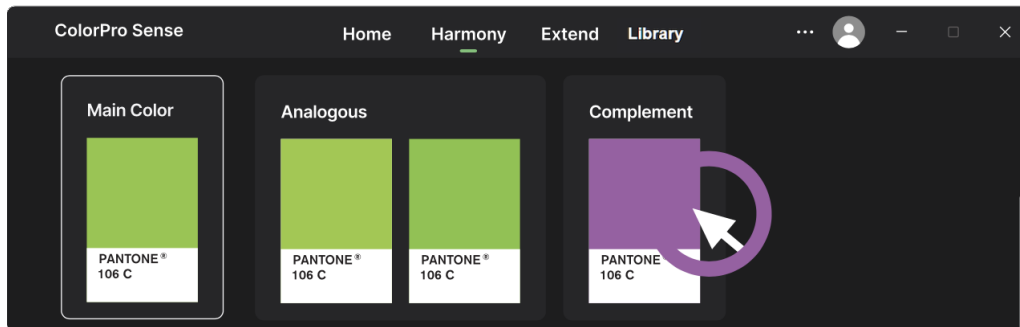 ColorPro Sense Home Harmony Extend Library
Main Color
Analogous
Complement
PANTONE®
106 C
PANTONE®
106 C
PANTONE®
106 C
PANTONE®
106 C